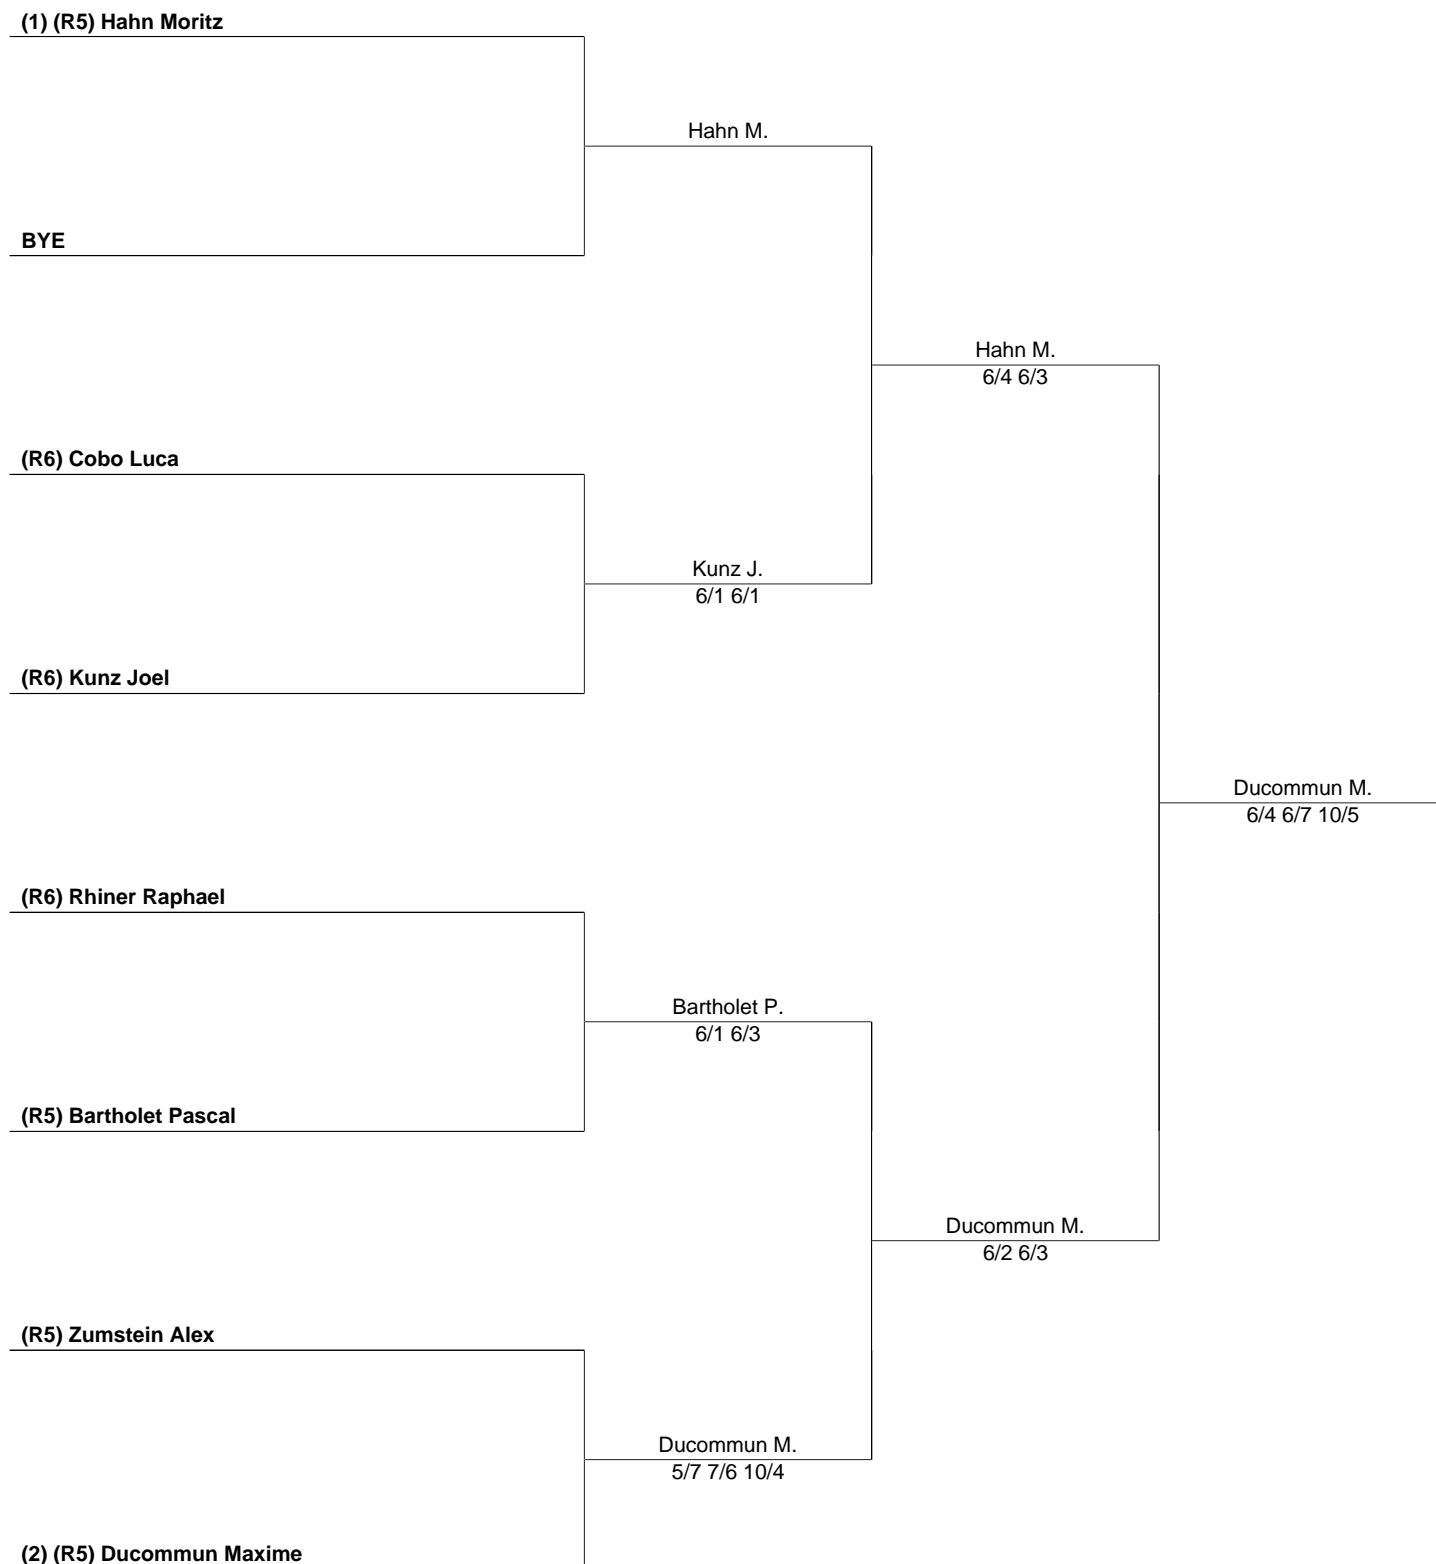 (1) (R5) Hahn Moritz
Hahn M.
BYE
Hahn M.
6/4 6/3
(R6) Cobo Luca
Kunz J.
6/1 6/1
(R6) Kunz Joel
Ducommun M.
6/4 6/7 10/5
(R6) Rhiner Raphael
Bartholet P.
6/1 6/3
(R5) Bartholet Pascal
Ducommun M.
6/2 6/3
(R5) Zumstein Alex
Ducommun M.
5/7 7/6 10/4
(2) (R5) Ducommun Maxime